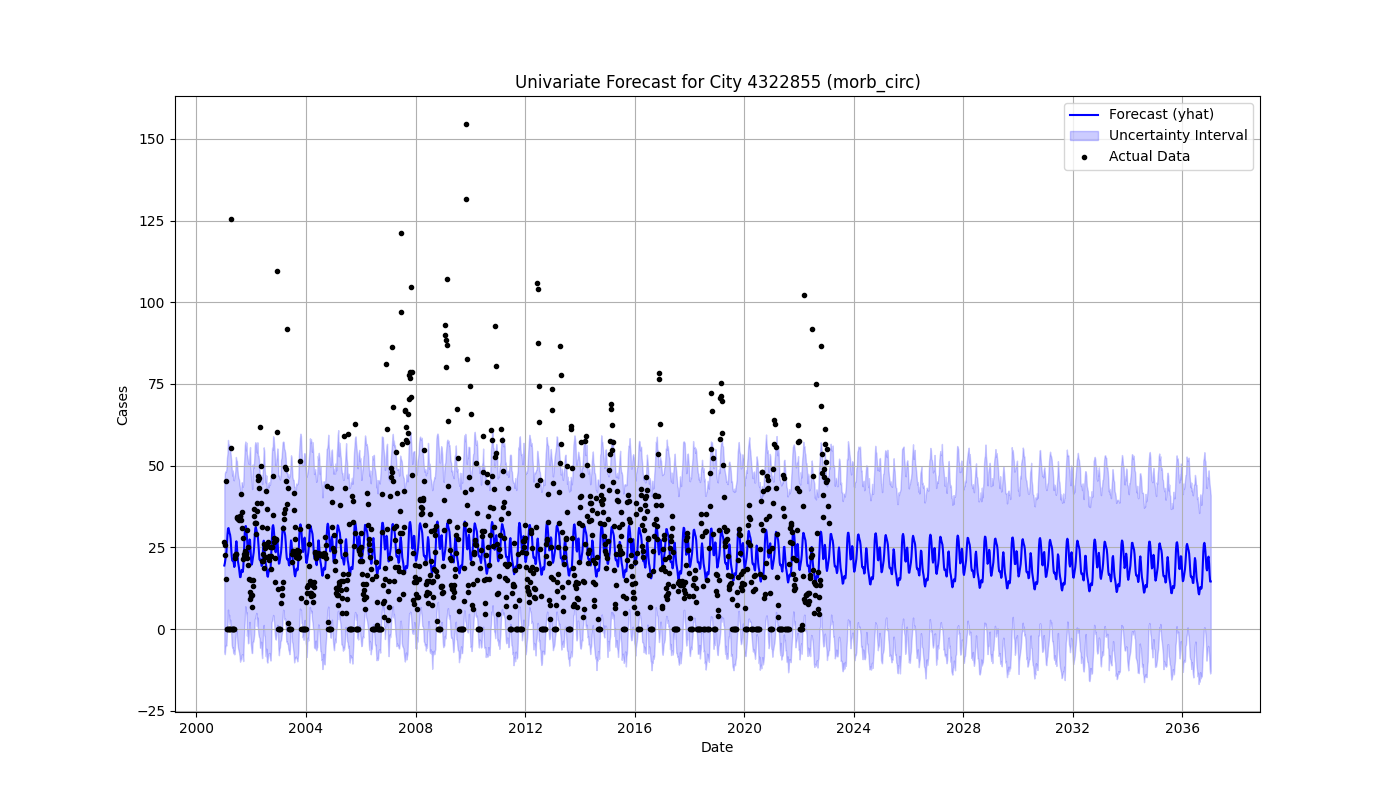 Univariate Forecast for City 4322855 (morb_circ)
Forecast (yhat)
Uncertainty Interval
Actual Data
150
125
100
75
50
25
0
−25
Cases
2000 2004 2008 2012 2016 2020 2024 2028 2032 2036
Date